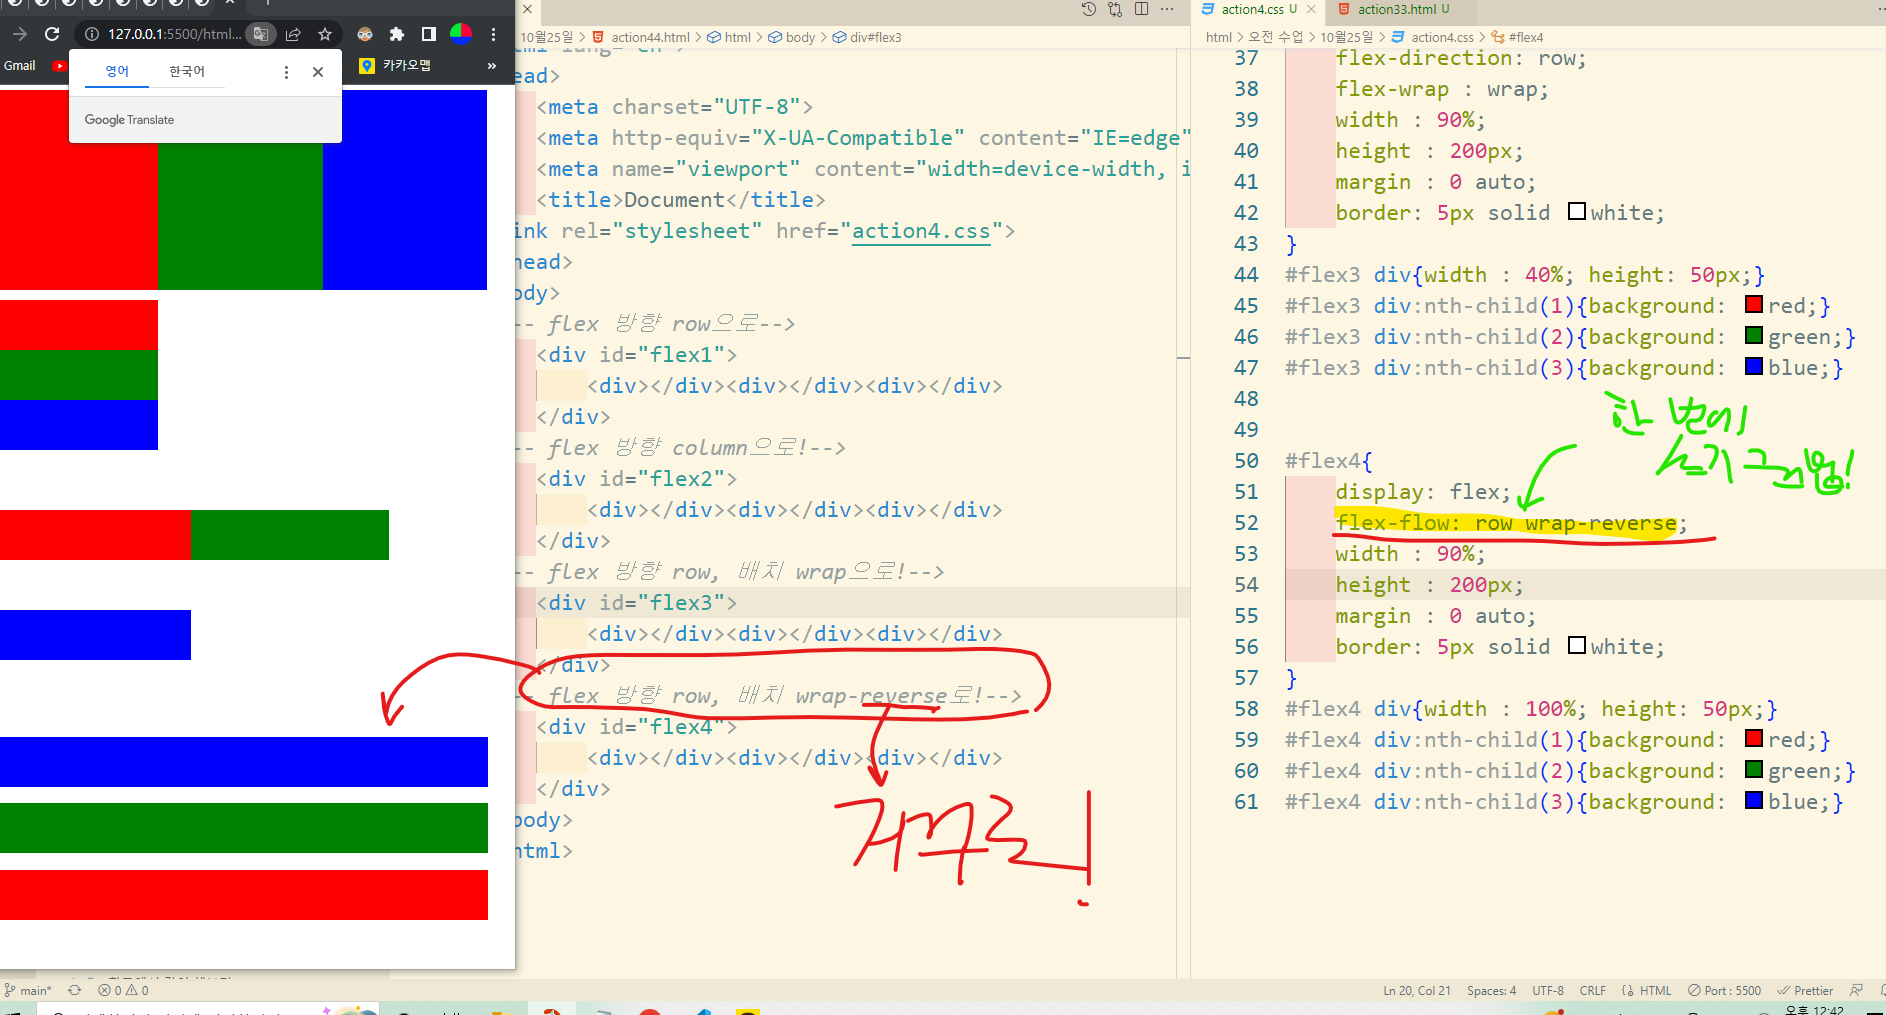 127.0.0.1:5500/html...
Gmail
카카오맵
»
영어 한국어
Google Translate
10월25일 > action44.html > html > body > div#flex3
ead>
<meta charset="UTF-8">
<meta http-equiv="X-UA-Compatible" content="IE=edge"
<meta name="viewport" content="width=device-width, i
<title>Document</title>
ink rel="stylesheet" href="action4.css">
head>
ody>
-- flex 방향 row으로-->
<div id="flex1">
<div></div><div></div><div></div>
</div>
-- flex 방향 column으로!-->
<div id="flex2">
<div></div><div></div><div></div>
</div>
-- flex 방향 row, 배치 wrap으로!-->
<div id="flex3">
<div></div><div></div><div></div>
</div>
-- flex 방향 row, 배치 wrap-reverse로!-->
<div id="flex4">
<div></div><div></div><div></div>
</div>
body>
html>
거꾸로!
action4.css U action33.html U
html > 오전 수업 > 10월25일 > action4.css > #flex4
37 flex-direction: row;
38 flex-wrap : wrap;
39 width : 90%;
40 height : 200px;
41 margin : 0 auto;
42 border: 5px solid white;
43 }
44 #flex3 div{width : 40%; height: 50px;}
45 #flex3 div:nth-child(1){background: red;}
46 #flex3 div:nth-child(2){background: green;}
47 #flex3 div:nth-child(3){background: blue;}
48
49
한 번에
쓰기 그래율!
50 #flex4{
51 display: flex;
52 flex-flow: row wrap-reverse;
53 width : 90%;
54 height : 200px;
55 margin : 0 auto;
56 border: 5px solid white;
57 }
58 #flex4 div{width : 100%; height: 50px;}
59 #flex4 div:nth-child(1){background: red;}
60 #flex4 div:nth-child(2){background: green;}
61 #flex4 div:nth-child(3){background: blue;}
main* 0 0 Ln 20, Col 21 Spaces: 4 UTF-8 CRLF HTML Port : 5500 Prettier
오후 12:42